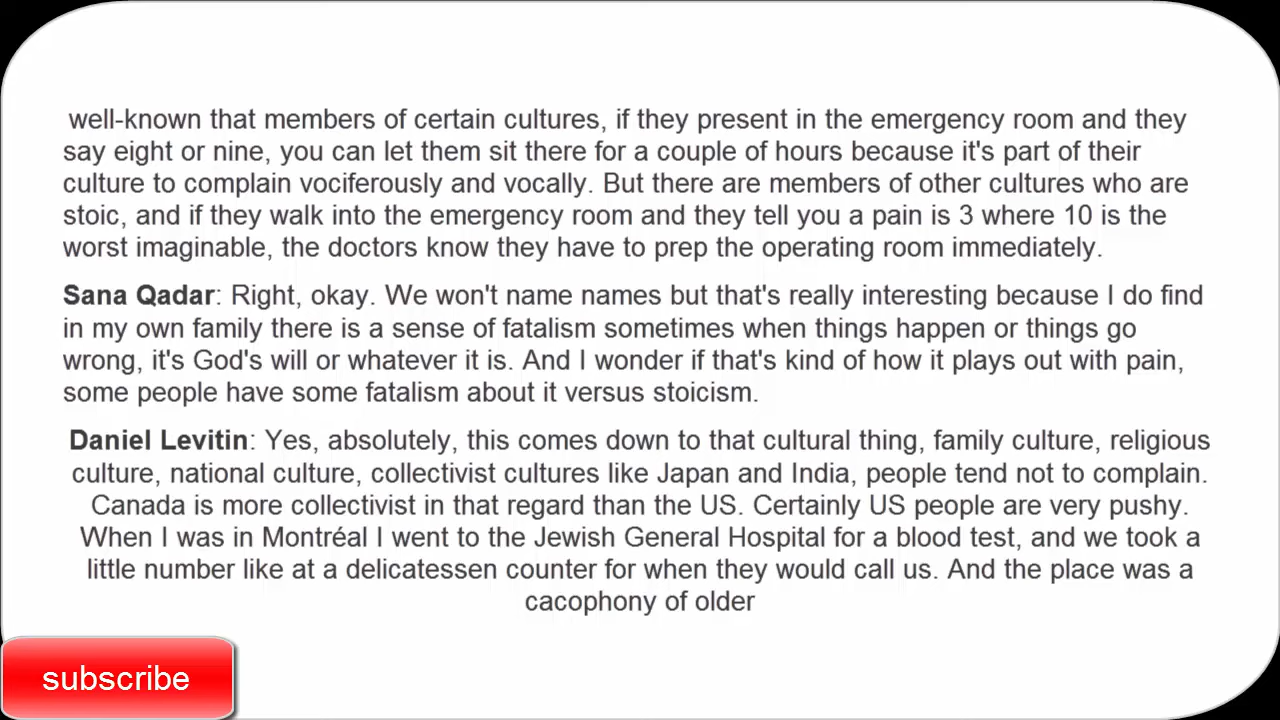 well-known that members of certain cultures, if they present in the emergency room and they
say eight or nine, you can let them sit there for a couple of hours because it's part of their
culture to complain vociferously and vocally. But there are members of other cultures who are
stoic, and if they walk into the emergency room and they tell you a pain is 3 where 10 is the
worst imaginable, the doctors know they have to prep the operating room immediately.
Sana Qadar: Right, okay. We won't name names but that's really interesting because I do find
in my own family there is a sense of fatalism sometimes when things happen or things go
wrong, it's God's will or whatever it is. And I wonder if that's kind of how it plays out with pain,
some people have some fatalism about it versus stoicism.
Daniel Levitin: Yes, absolutely, this comes down to that cultural thing, family culture, religious
culture, national culture, collectivist cultures like Japan and India, people tend not to complain.
Canada is more collectivist in that regard than the US. Certainly US people are very pushy.
When I was in Montréal I went to the Jewish General Hospital for a blood test, and we took a
little number like at a delicatessen counter for when they would call us. And the place was a
cacophony of older
subscribe